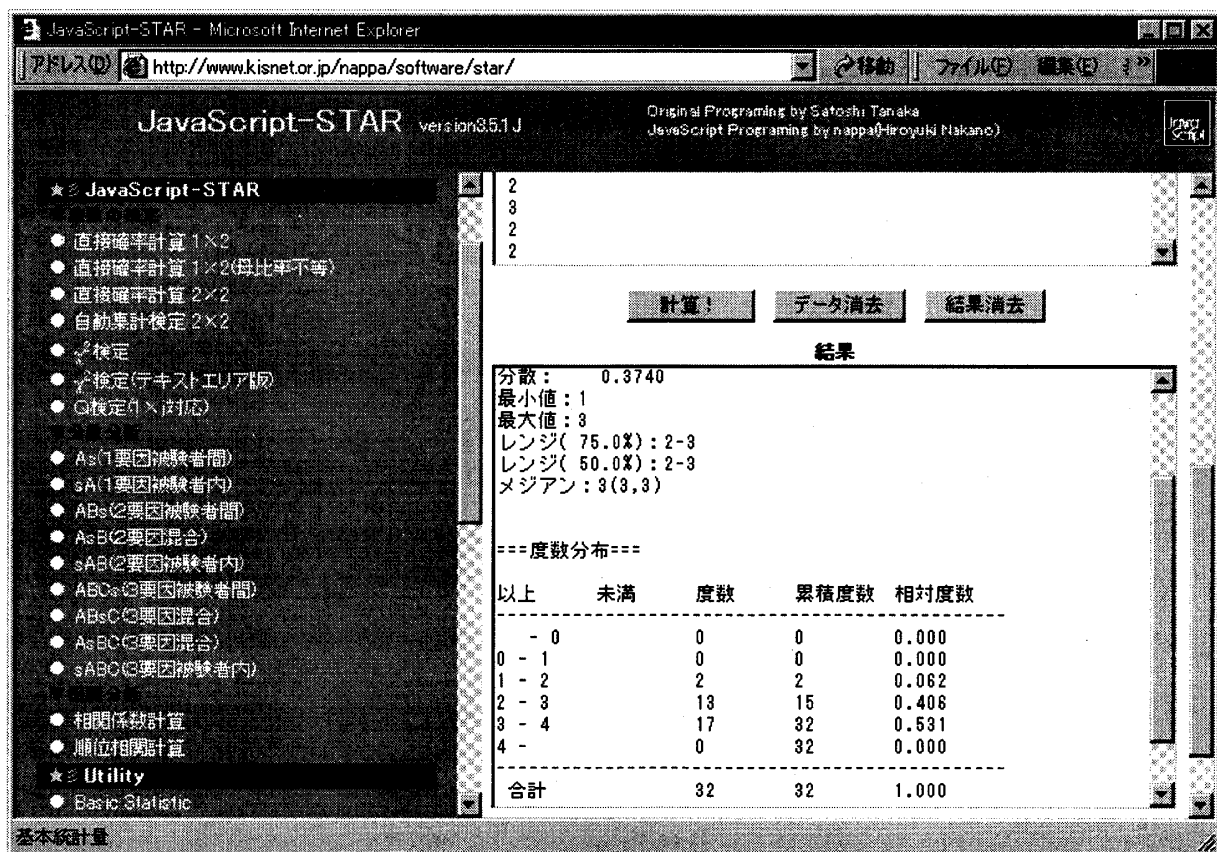 JavaScript-STAR - Microsoft Internet Explorer
アドレス(D) http://www.kisnet.or.jp/nappa/software/star/ 移動 ファイル(F) 編集(E) »
JavaScript-STAR version3.5.1J
Original Programing by Satoshi Tanaka
JavaScript Programing by nappa(Hiroyuki Nakano)
★ JavaScript-STAR
● 直接確率計算 1×2
● 直接確率計算 1×2(母比率不等)
● 直接確率計算 2×2
● 自動集計検定 2×2
● χ²検定
● χ²検定(テキストエリア版)
● Q検定(1×j対応)
● As(1要因被験者間)
● sA(1要因被験者内)
● ABs(2要因被験者間)
● AsB(2要因混合)
● sAB(2要因被験者内)
● ABCs(3要因被験者間)
● ABsC(3要因混合)
● AsBC(3要因混合)
● sABC(3要因被験者内)
● 相関係数計算
● 順位相関計算
★ Utility
● Basic Statistic
2
3
2
2
計算! データ消去 結果消去
結果
分散: 0.3740
最小値:1
最大値:3
レンジ( 75.0%):2-3
レンジ( 50.0%):2-3
メジアン:3(3,3)
===度数分布===
以上 未満 度数 累積度数 相対度数
- 0 0 0 0.000
0 - 1 0 0 0.000
1 - 2 2 2 0.062
2 - 3 13 15 0.406
3 - 4 17 32 0.531
4 - 0 32 0.000
合計 32 32 1.000
基本統計量